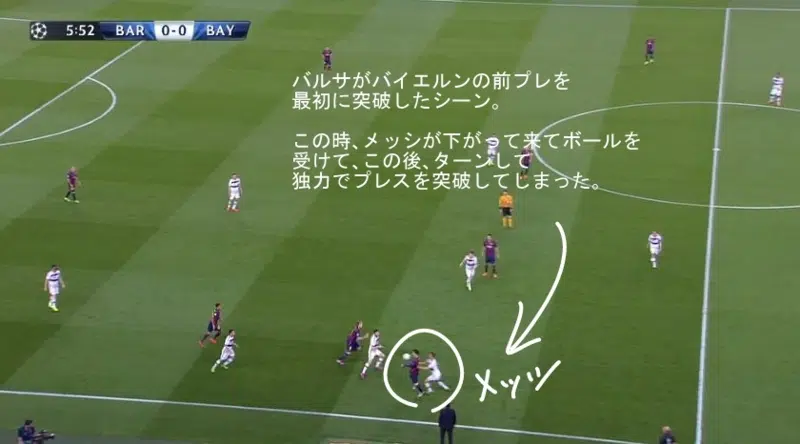 5:52 BAR 0-0 BAY
バルサがバイエルンの前プレを
最初に突破したシーン。
この時、メッシが下がって来てボールを
受けて、この後、ターンして
独力でプレスを突破してしまった。
メッシ